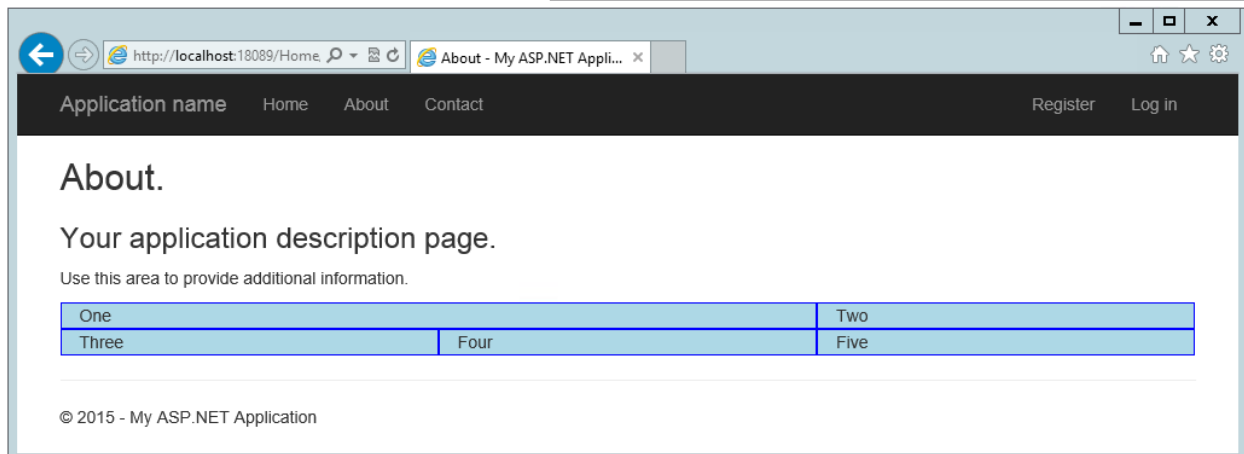 http://localhost:18089/Home
About - My ASP.NET Appli...
Application name Home About Contact Register Log in
About.
Your application description page.
Use this area to provide additional information.
One Two
Three Four Five
© 2015 - My ASP.NET Application